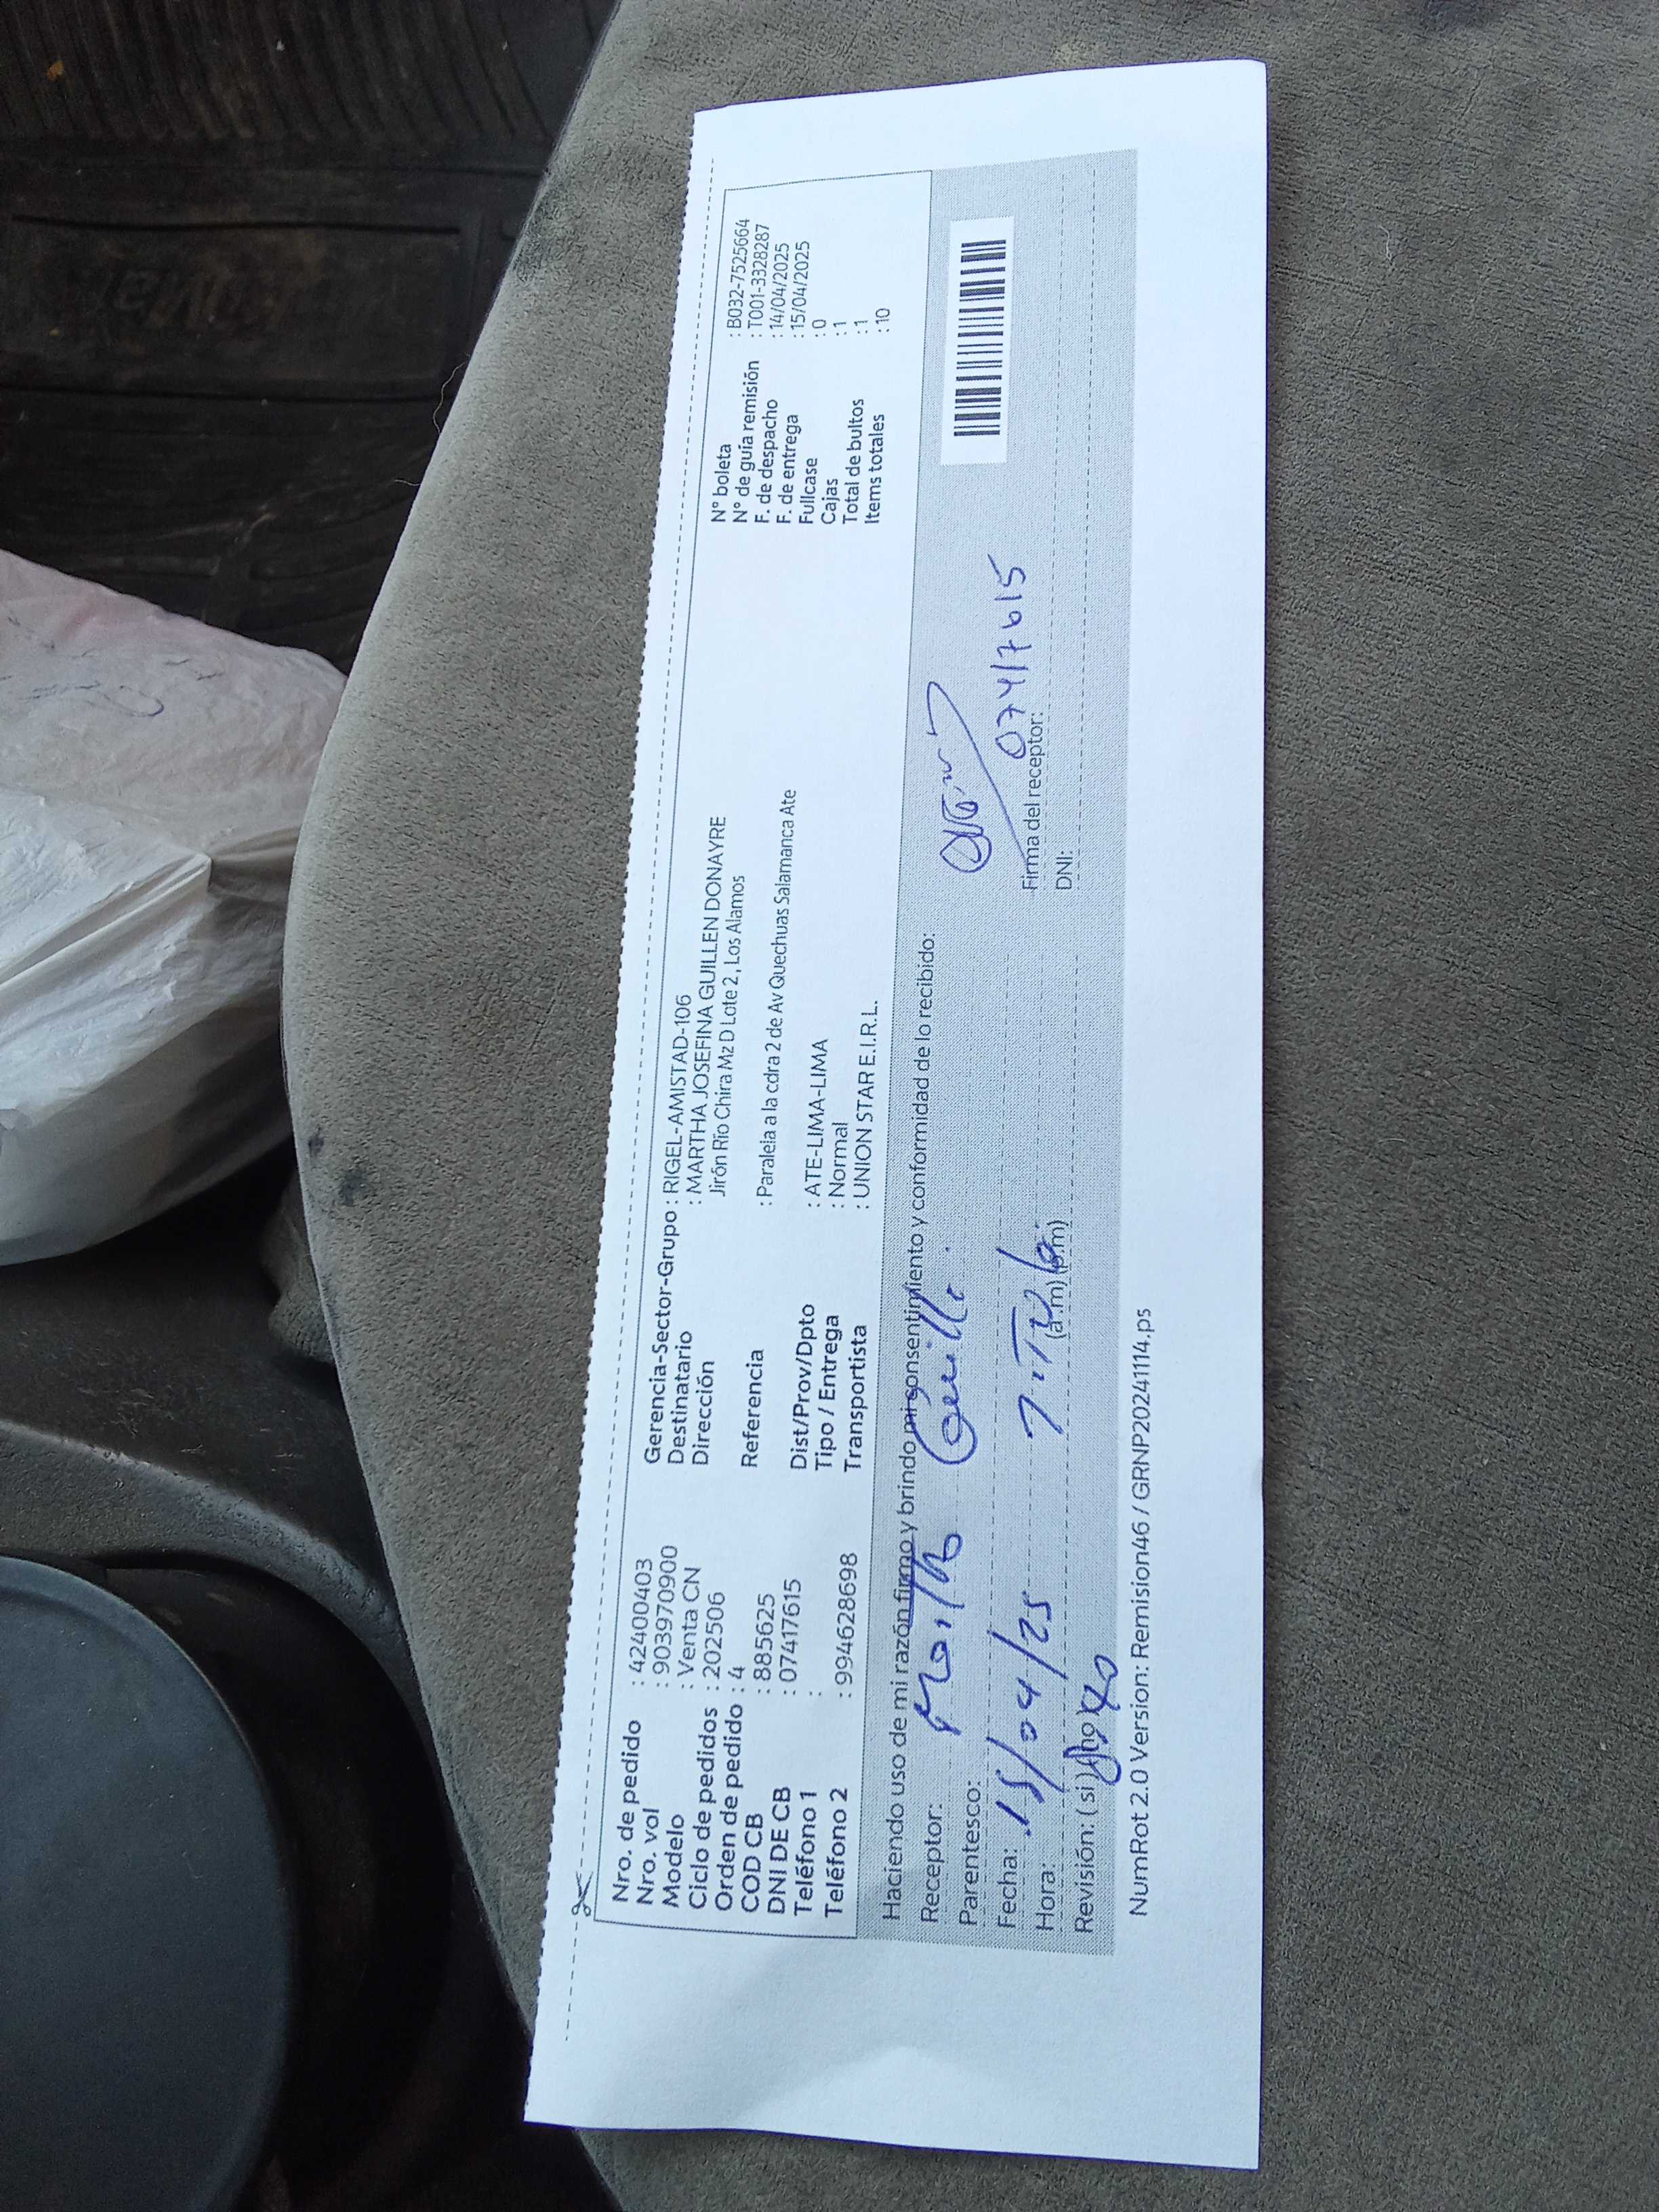 Nro. de pedido : 42400403
Nro. vol : 903970900
Modelo : Venta CN
Ciclo de pedidos : 202506
Orden de pedido : 4
COD CB : 885625
DNI DE CB : 07417615
Teléfono 1 :
Teléfono 2 : 994628698
Gerencia-Sector-Grupo : RIGEL-AMISTAD-106
Destinatario : MARTHA JOSEFINA GUILLEN DONAYRE
Dirección Jirón Río Chira Mz D Lote 2, Los Alamos
Referencia : Paralela a la cdra 2 de Av Quechuas Salamanca Ate
Dist/Prov/Dpto : ATE-LIMA-LIMA
Tipo / Entrega : Normal
Transportista : UNION STAR E.I.R.L.
N° boleta : B032-7525664
N° de guía remisión : T001-3328287
F. de despacho : 14/04/2025
F. de entrega : 15/04/2025
Fullcase : 0
Cajas : 1
Total de bultos : 1
Items totales : 10
Haciendo uso de mi razón firmo y brindo mi consentimiento y conformidad de lo recibido:
Receptor: Martha Guillen
Parentesco:
Fecha: 15/04/25
Hora: (a.m) (p.m)
Revisión: (si) (no)
07417615
Firma del receptor:
DNI:
NumRot 2.0 Version: Remision46 / GRNP20241114.ps